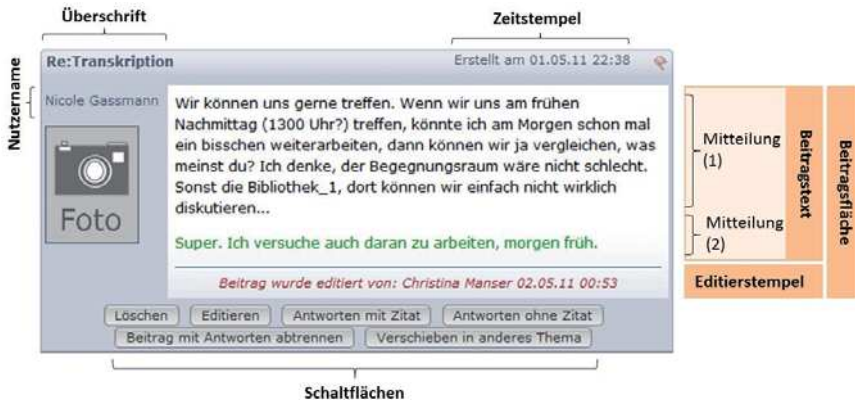 Überschrift
Zeitstempel
Nutzername
Re:Transkription
Erstellt am 01.05.11 22:38
Nicole Gassmann
Foto
Wir können uns gerne treffen. Wenn wir uns am frühen
Nachmittag (1300 Uhr?) treffen, könnte ich am Morgen schon mal
ein bisschen weiterarbeiten, dann können wir ja vergleichen, was
meinst du? Ich denke, der Begegnungsraum wäre nicht schlecht.
Sonst die Bibliothek_1, dort können wir einfach nicht wirklich
diskutieren...
Super. Ich versuche auch daran zu arbeiten, morgen früh.
Beitrag wurde editiert von: Christina Manser 02.05.11 00:53
Mitteilung
(1)
Mitteilung
(2)
Beitragstext
Beitragsfläche
Editierstempel
Löschen
Editieren
Antworten mit Zitat
Antworten ohne Zitat
Beitrag mit Antworten abtrennen
Verschieben in anderes Thema
Schaltflächen